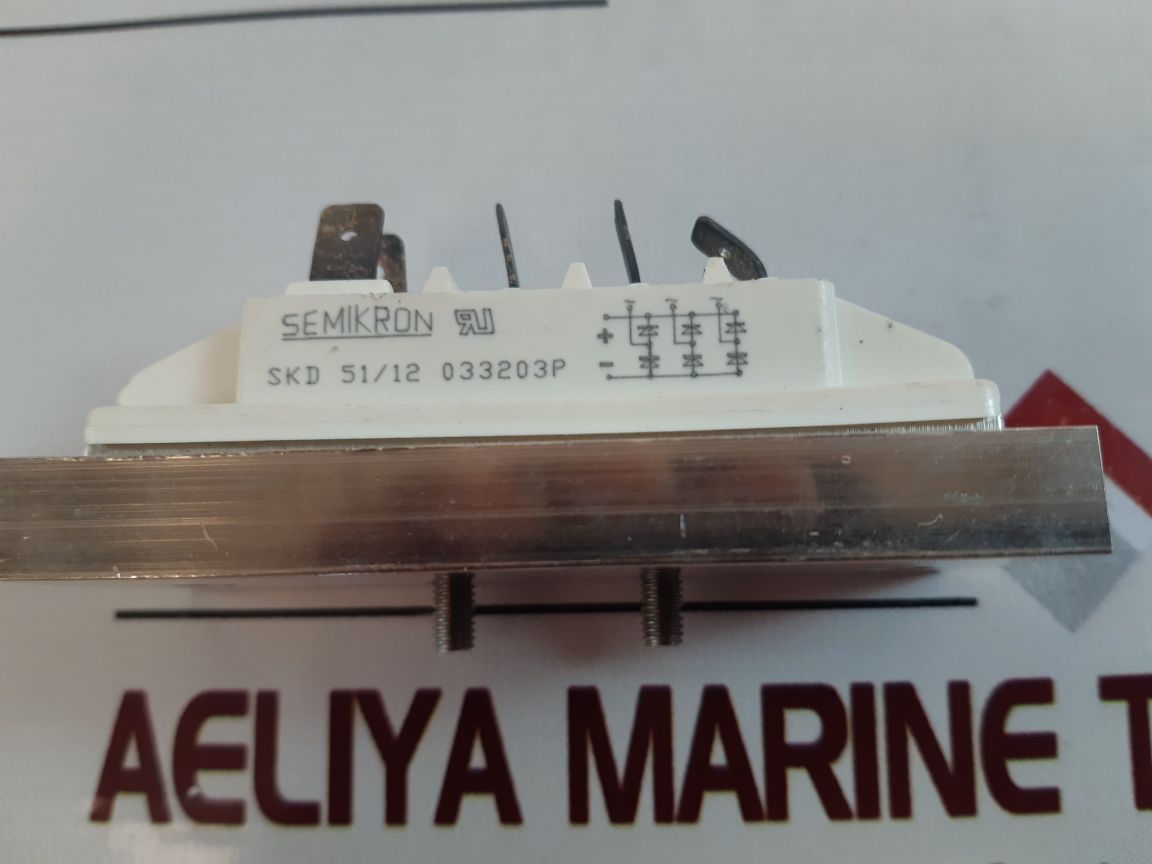 SEMIKRON
SKD 51/12 033203P
~ ~ ~
+
-
AELIYA MARINE T